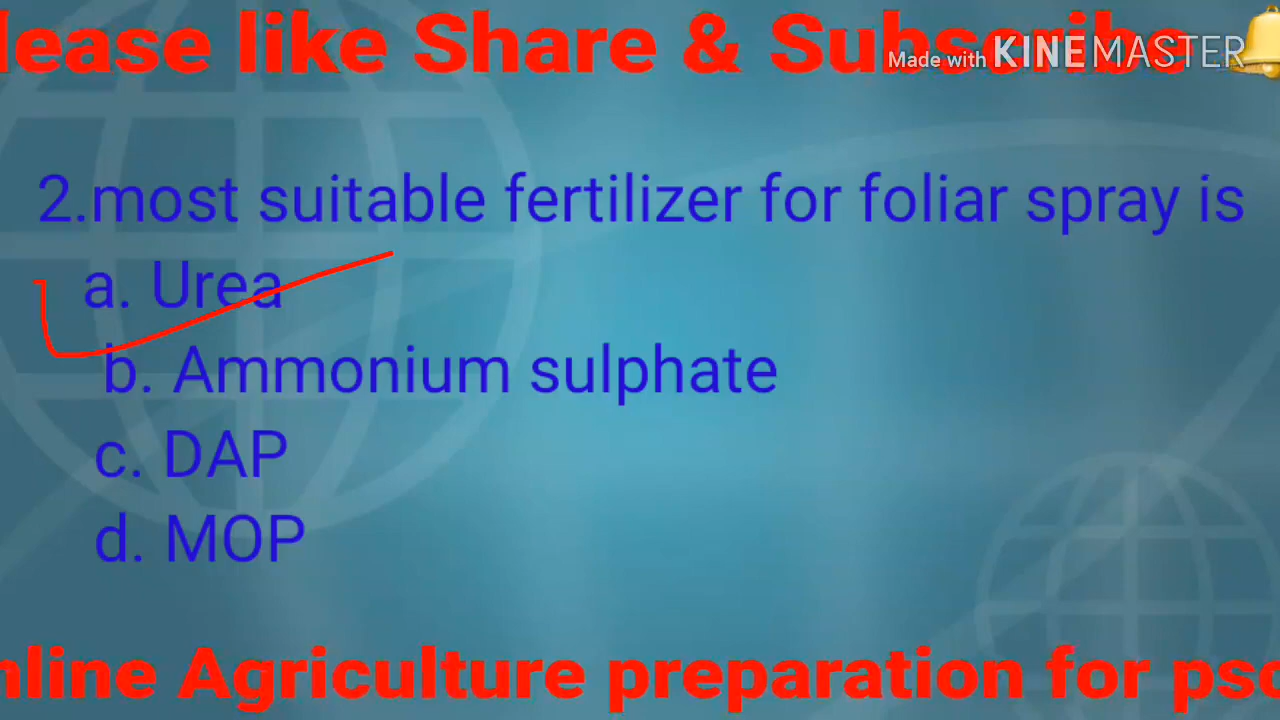 lease like Share & Subscribe
Made with KINEMASTER
2.most suitable fertilizer for foliar spray is
a. Urea
b. Ammonium sulphate
c. DAP
d. MOP
nline Agriculture preparation for psc